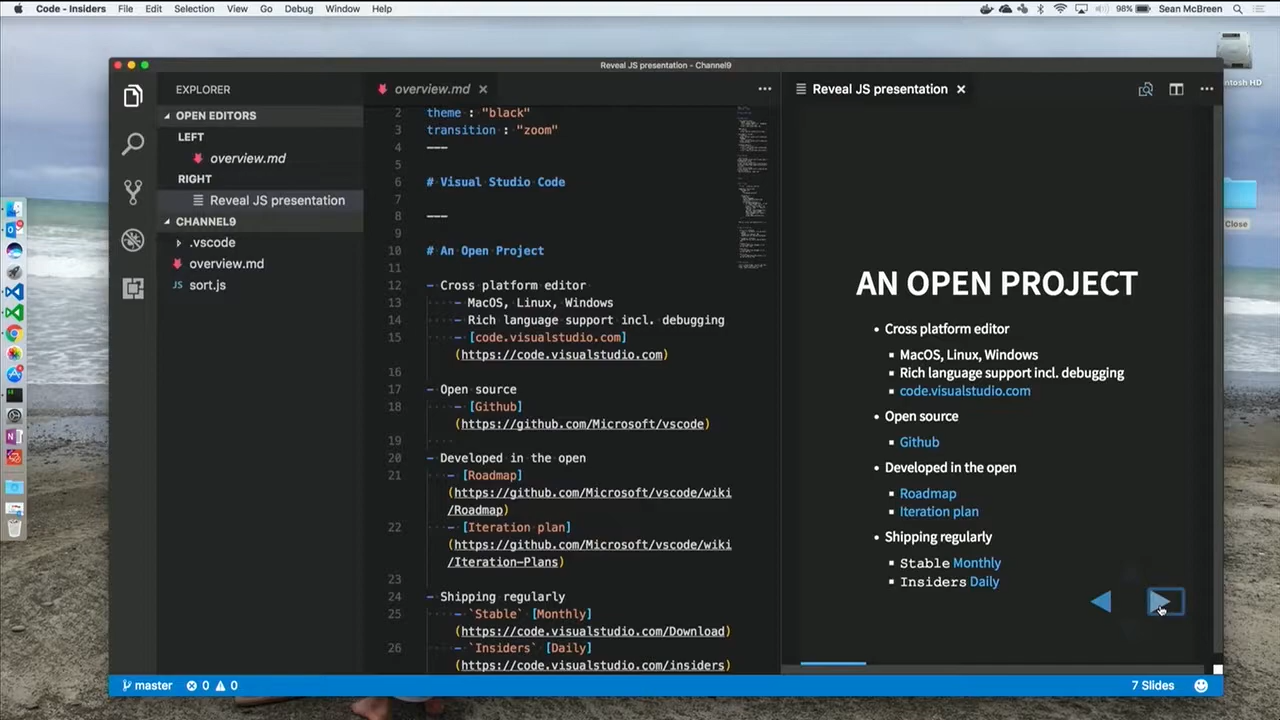 Code - Insiders File Edit Selection View Go Debug Window Help 98% Sean McBreen
Reveal JS presentation - Channel9
EXPLORER
OPEN EDITORS
LEFT
overview.md
RIGHT
Reveal JS presentation
CHANNEL9
.vscode
overview.md
sort.js
overview.md
2 theme : "black"
3 transition : "zoom"
4 ---
5
6 # Visual Studio Code
7
8 ---
9
10 # An Open Project
11
12 - Cross platform editor
13 - MacOS, Linux, Windows
14 - Rich language support incl. debugging
15 - [code.visualstudio.com]
(https://code.visualstudio.com)
16
17 - Open source
18 - [Github]
(https://github.com/Microsoft/vscode)
19
20 - Developed in the open
21 - [Roadmap]
(https://github.com/Microsoft/vscode/wiki
/Roadmap)
22 - [Iteration plan]
(https://github.com/Microsoft/vscode/wiki
/Iteration-Plans)
23
24 - Shipping regularly
25 - `Stable` [Monthly]
(https://code.visualstudio.com/Download)
26 - `Insiders` [Daily]
(https://code.visualstudio.com/insiders)
Reveal JS presentation
AN OPEN PROJECT
• Cross platform editor
▪ MacOS, Linux, Windows
▪ Rich language support incl. debugging
▪ code.visualstudio.com
• Open source
▪ Github
• Developed in the open
▪ Roadmap
▪ Iteration plan
• Shipping regularly
▪ Stable Monthly
▪ Insiders Daily
master 0 0 7 Slides
Close